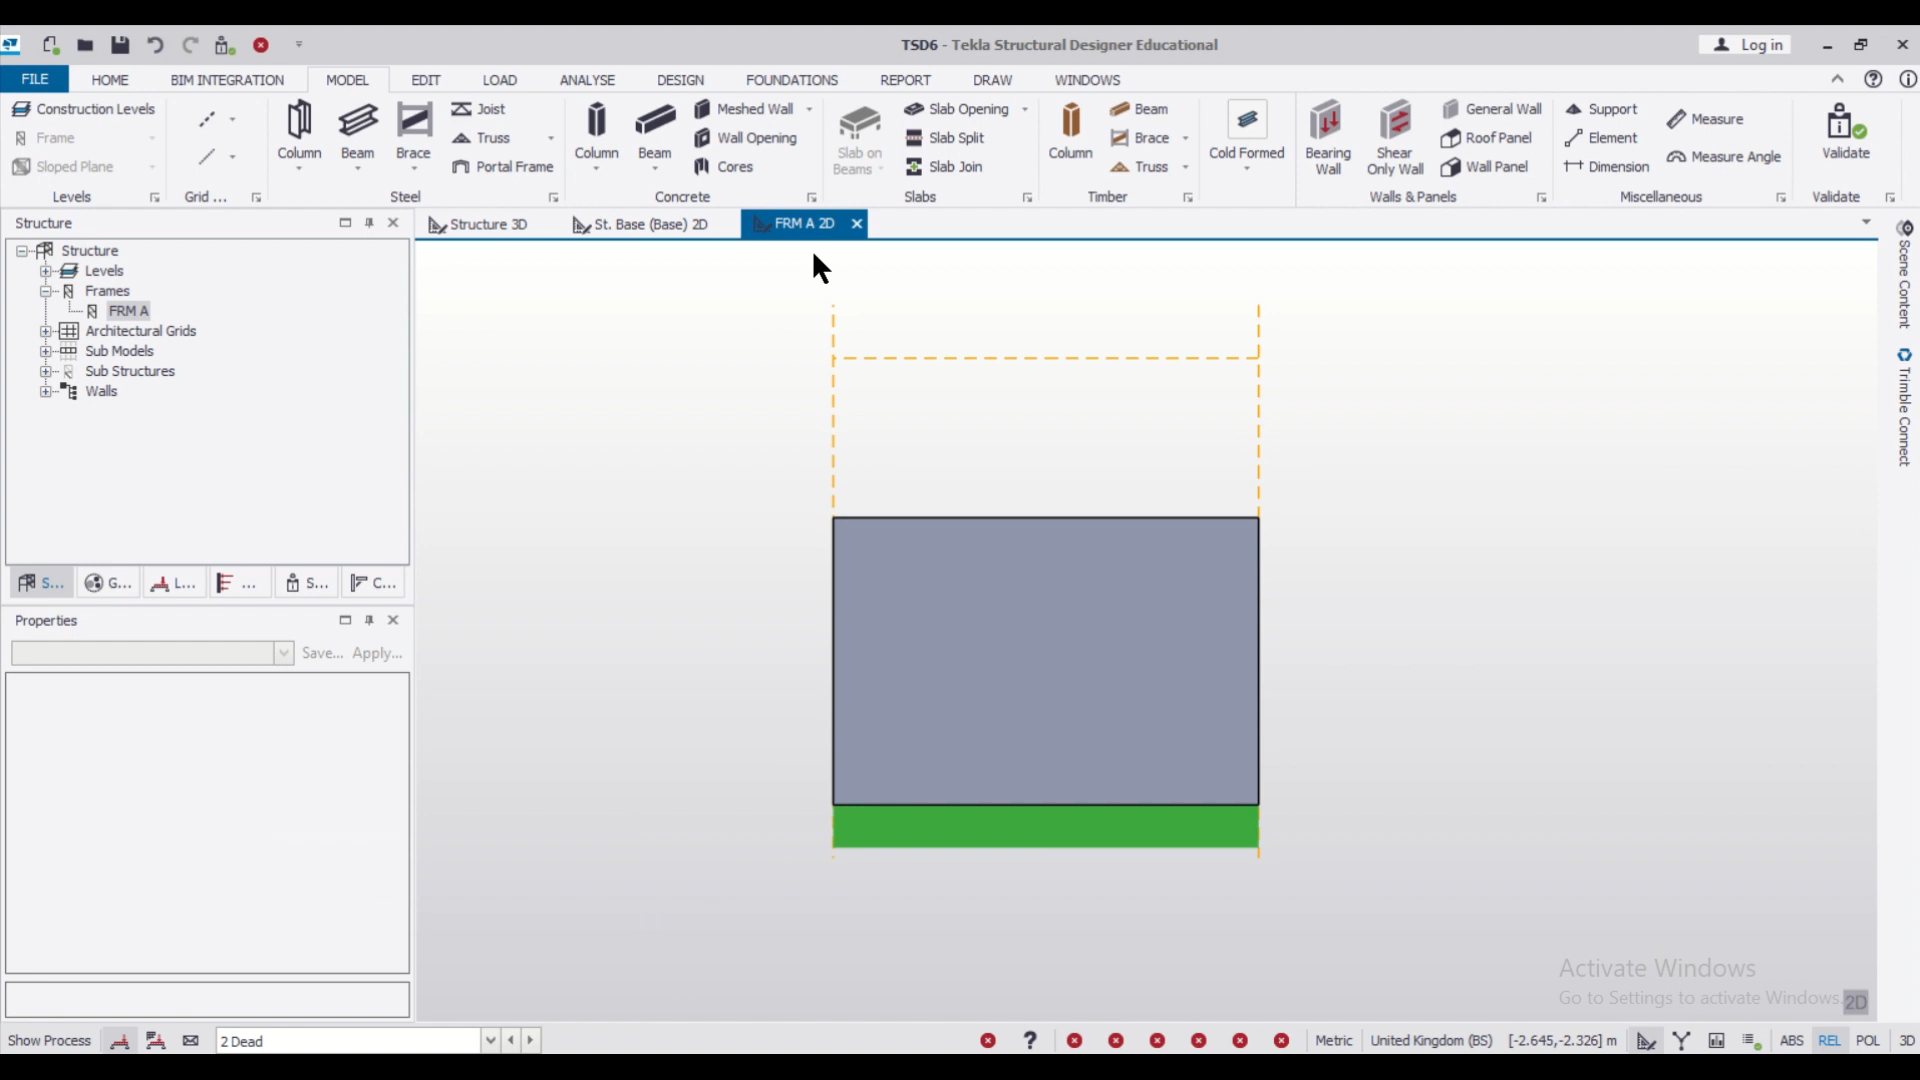 TSD6 - Tekla Structural Designer Educational
Log in
FILE HOME BIM INTEGRATION MODEL EDIT LOAD ANALYSE DESIGN FOUNDATIONS REPORT DRAW WINDOWS
Construction Levels
Frame
Sloped Plane
Levels
Grid ...
Column
Beam
Brace
Joist
Truss
Portal Frame
Steel
Column
Beam
Meshed Wall
Wall Opening
Cores
Concrete
Slab on
Beams
Slab Opening
Slab Split
Slab Join
Slabs
Column
Beam
Brace
Truss
Timber
Cold Formed
Bearing
Wall
Shear
Only Wall
General Wall
Roof Panel
Wall Panel
Walls & Panels
Support
Element
Dimension
Measure
Measure Angle
Miscellaneous
Validate
Validate
Structure
Structure 3D
St. Base (Base) 2D
FRM A 2D
Structure
Levels
Frames
FRM A
Architectural Grids
Sub Models
Sub Structures
Walls
S...
G...
L...
...
S...
C...
Properties
Save... Apply...
Scene Content
Trimble Connect
Activate Windows
Go to Settings to activate Windows.
2D
Show Process
2 Dead
Metric
United Kingdom (BS)
[-2.645,-2.326] m
ABS
REL
POL
3D